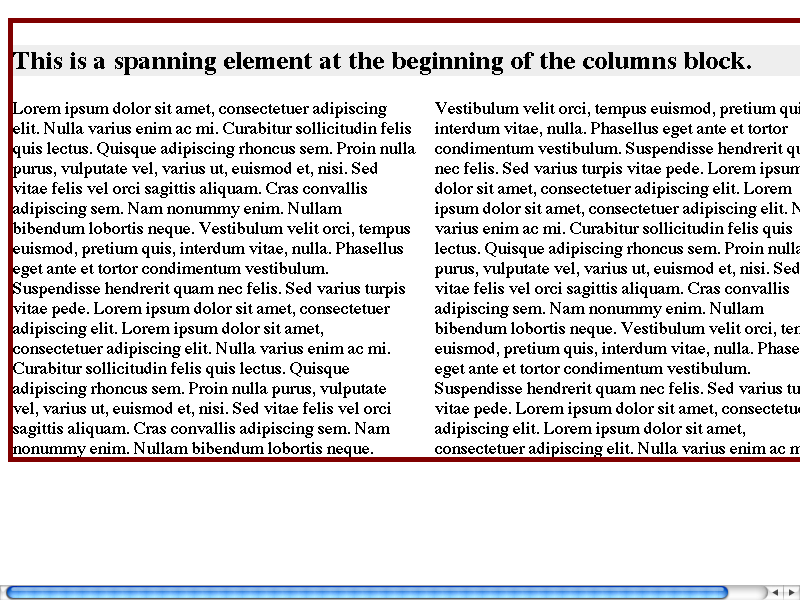 This is a spanning element at the beginning of the columns block.
Lorem ipsum dolor sit amet, consectetuer adipiscing
elit. Nulla varius enim ac mi. Curabitur sollicitudin felis
quis lectus. Quisque adipiscing rhoncus sem. Proin nulla
purus, vulputate vel, varius ut, euismod et, nisi. Sed
vitae felis vel orci sagittis aliquam. Cras convallis
adipiscing sem. Nam nonummy enim. Nullam
bibendum lobortis neque. Vestibulum velit orci, tempus
euismod, pretium quis, interdum vitae, nulla. Phasellus
eget ante et tortor condimentum vestibulum.
Suspendisse hendrerit quam nec felis. Sed varius turpis
vitae pede. Lorem ipsum dolor sit amet, consectetuer
adipiscing elit. Lorem ipsum dolor sit amet,
consectetuer adipiscing elit. Nulla varius enim ac mi.
Curabitur sollicitudin felis quis lectus. Quisque
adipiscing rhoncus sem. Proin nulla purus, vulputate
vel, varius ut, euismod et, nisi. Sed vitae felis vel orci
sagittis aliquam. Cras convallis adipiscing sem. Nam
nonummy enim. Nullam bibendum lobortis neque.
Vestibulum velit orci, tempus euismod, pretium
interdum vitae, nulla. Phasellus eget ante et tortor
condimentum vestibulum. Suspendisse hendrerit
nec felis. Sed varius turpis vitae pede. Lorem ipsum
dolor sit amet, consectetuer adipiscing elit. Lorem
ipsum dolor sit amet, consectetuer adipiscing elit.
varius enim ac mi. Curabitur sollicitudin felis quis
lectus. Quisque adipiscing rhoncus sem. Proin nulla
purus, vulputate vel, varius ut, euismod et, nisi. Sed
vitae felis vel orci sagittis aliquam. Cras convallis
adipiscing sem. Nam nonummy enim. Nullam
bibendum lobortis neque. Vestibulum velit orci,
euismod, pretium quis, interdum vitae, nulla.
eget ante et tortor condimentum vestibulum.
Suspendisse hendrerit quam nec felis. Sed varius
vitae pede. Lorem ipsum dolor sit amet,
adipiscing elit. Lorem ipsum dolor sit amet,
consectetuer adipiscing elit. Nulla varius enim ac